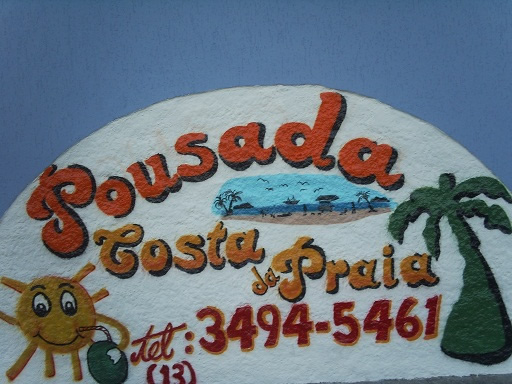 Pousada
Costa da Praia
tel: 3494-5461
(13)